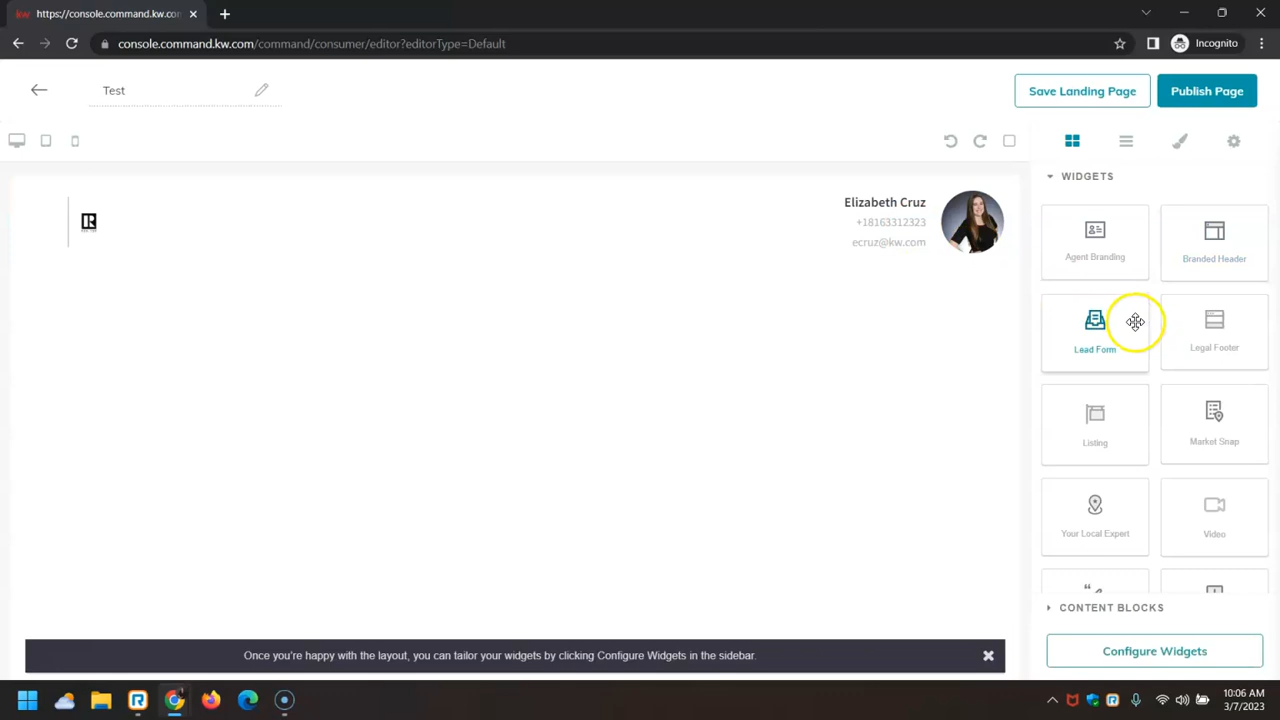 kw https://console.command.kw.com
console.command.kw.com/command/consumer/editor?editorType=Default
Incognito
Test
Save Landing Page
Publish Page
WIDGETS
Elizabeth Cruz
+18163312323
ecruz@kw.com
Agent Branding
Branded Header
Lead Form
Legal Footer
Listing
Market Snap
Your Local Expert
Video
CONTENT BLOCKS
Once you're happy with the layout, you can tailor your widgets by clicking Configure Widgets in the sidebar.
Configure Widgets
10:06 AM
3/7/2023